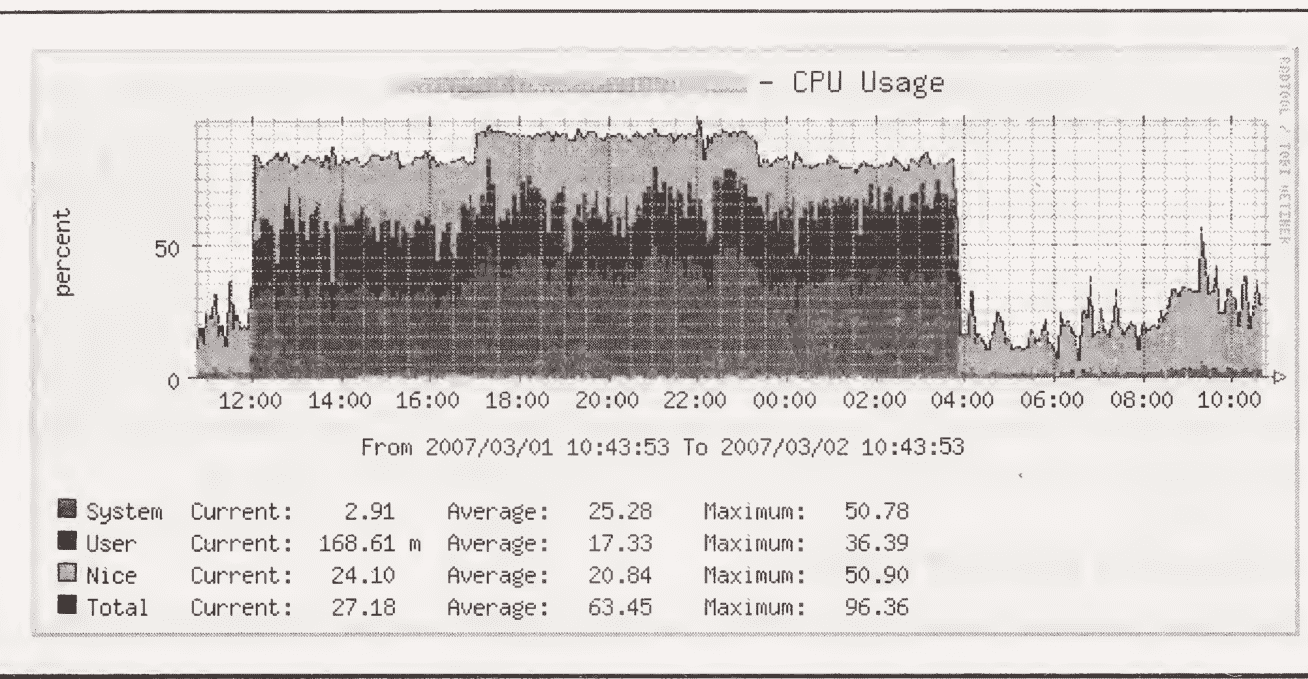 - CPU Usage
RRDTOOL / TOBI OETIKER
percent
50
0
12:00 14:00 16:00 18:00 20:00 22:00 00:00 02:00 04:00 06:00 08:00 10:00
From 2007/03/01 10:43:53 To 2007/03/02 10:43:53
System Current: 2.91 Average: 25.28 Maximum: 50.78
User Current: 168.61 m Average: 17.33 Maximum: 36.39
Nice Current: 24.10 Average: 20.84 Maximum: 50.90
Total Current: 27.18 Average: 63.45 Maximum: 96.36